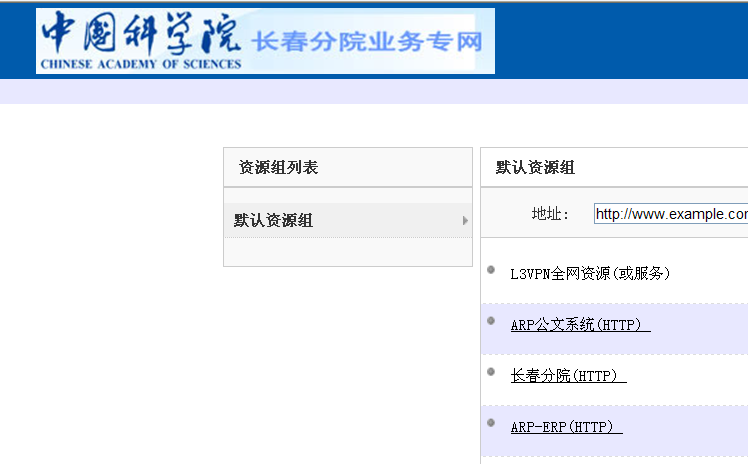 中国科学院
CHINESE ACADEMY OF SCIENCES
长春分院业务专网
资源组列表
默认资源组
默认资源组
地址:
http://www.example.com
L3VPN全网资源(或服务)
ARP公文系统(HTTP)
长春分院(HTTP)
ARP-ERP(HTTP)